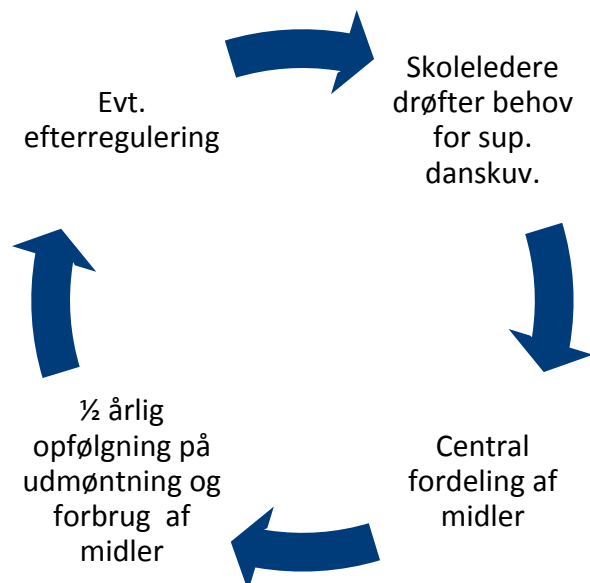 Evt.
efterregulering
Skoleledere
drøfter behov
for sup.
danskuv.
Central
fordeling af
midler
½ årlig
opfølgning på
udmøntning og
forbrug  af
midler